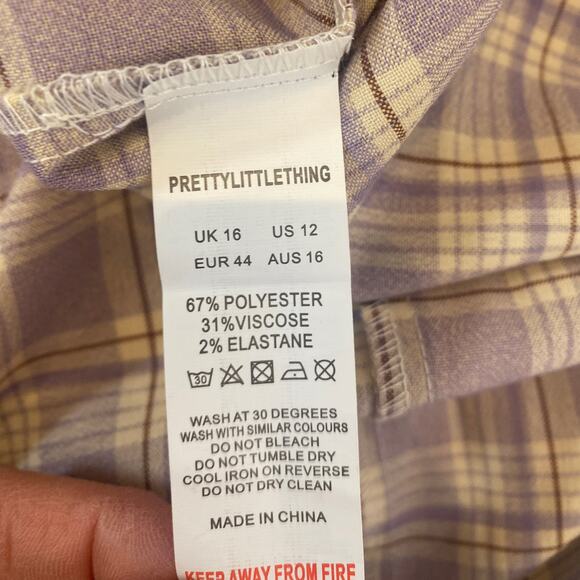 PRETTYLITTLETHING
UK 16 US 12
EUR 44 AUS 16
67% POLYESTER
31%VISCOSE
2% ELASTANE
30
WASH AT 30 DEGREES
WASH WITH SIMILAR COLOURS
DO NOT BLEACH
DO NOT TUMBLE DRY
COOL IRON ON REVERSE
DO NOT DRY CLEAN
MADE IN CHINA
KEEP AWAY FROM FIRE